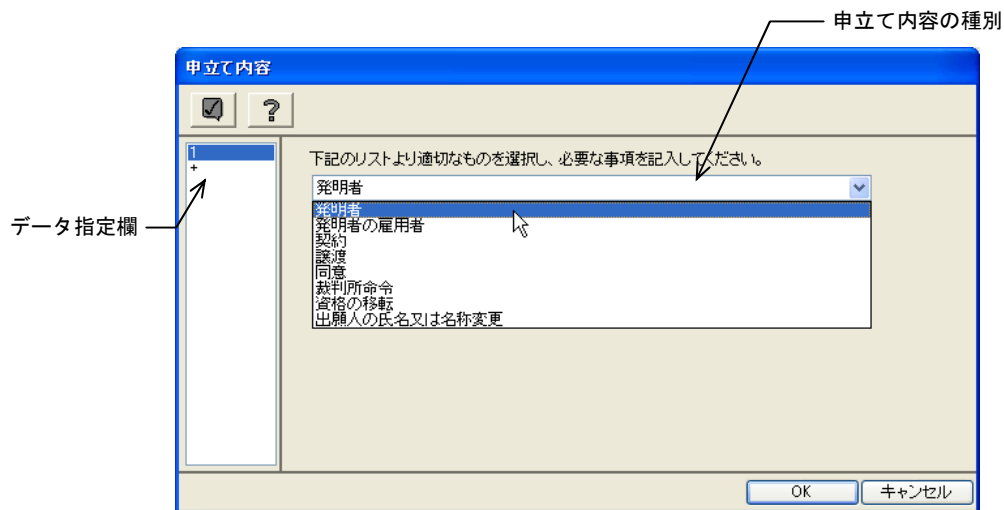 申立て内容の種別
申立て内容
?
1
+
下記のリストより適切なものを選択し、必要な事項を記入してください。
発明者
発明者
発明者の雇用者
契約
譲渡
同意
裁判所命令
資格の移転
出願人の氏名又は名称変更
データ指定欄
OK
キャンセル